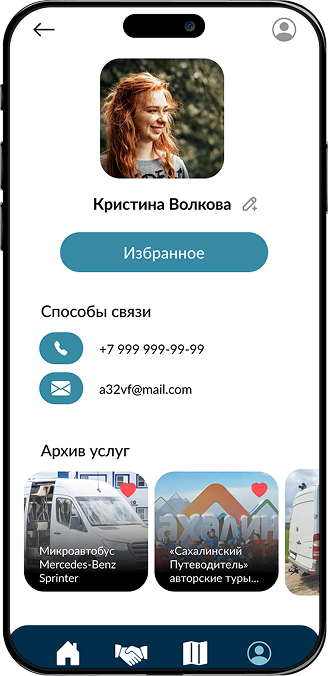 Кристина Волкова
Избранное
Способы связи
+7 999 999-99-99
a32vf@mail.com
Архив услуг
Микроавтобус
Mercedes-Benz
Sprinter
«Сахалинский
Путеводитель»
авторские туры...